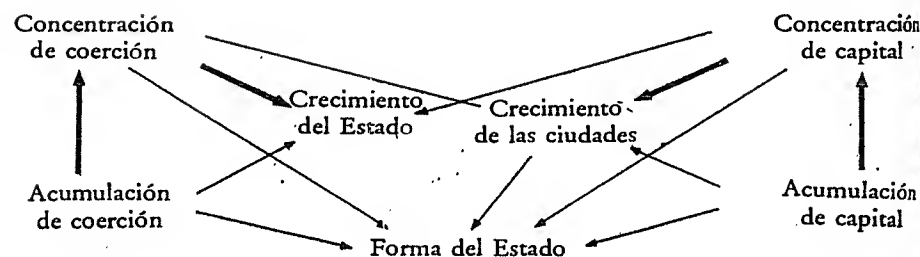 Concentración
de coerción
Concentración
de capital
Crecimiento
del Estado
Crecimiento
de las ciudades
Acumulación
de coerción
Acumulación
de capital
Forma del Estado